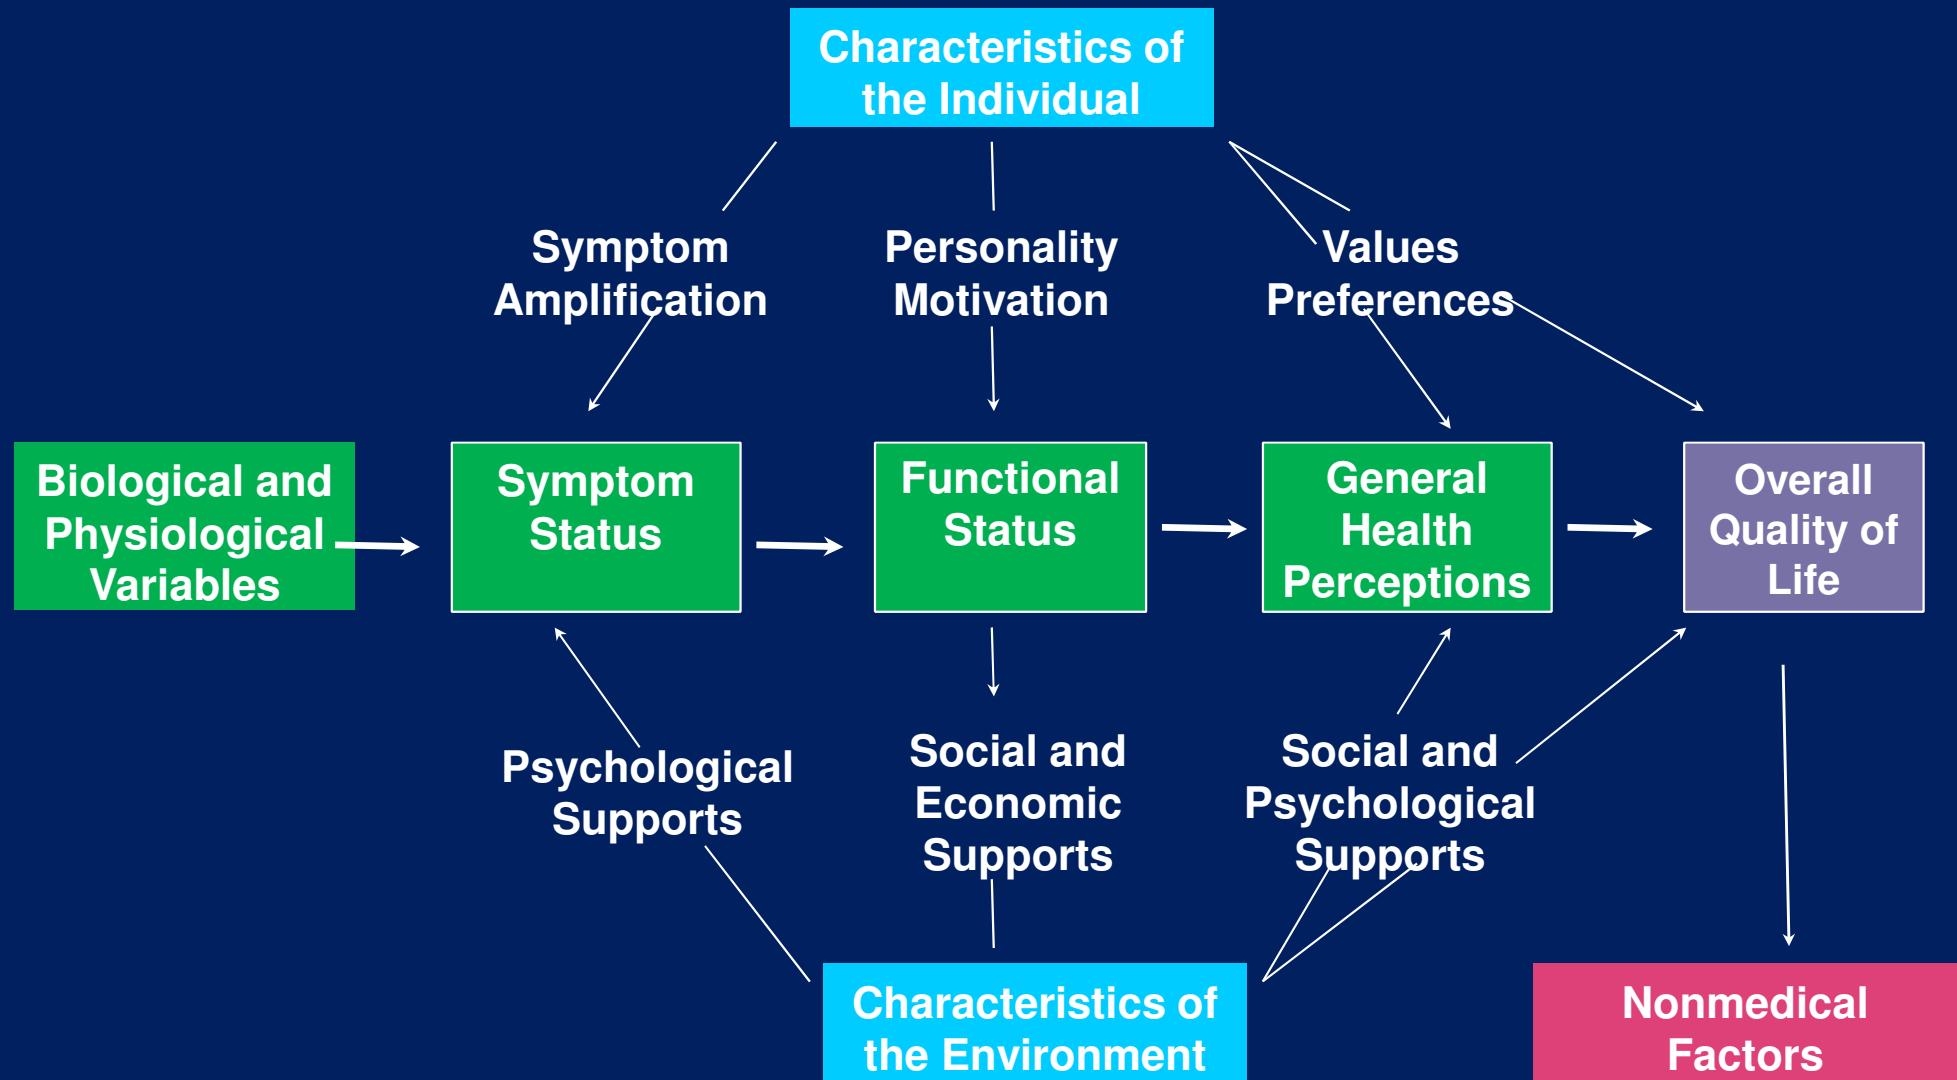 Characteristics of
the Individual
Symptom
Amplification
Personality
Motivation
Values
Preferences
Biological and
Physiological
Variables
Symptom
Status
Functional
Status
General
Health
Perceptions
Overall
Quality of
Life
Psychological
Supports
Social and
Economic
Supports
Social and
Psychological
Supports
Characteristics of
the Environment
Nonmedical
Factors